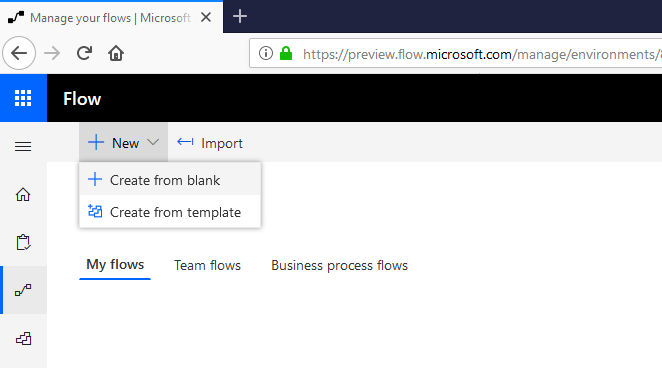 Manage your flows | Microsoft
https://preview.flow.microsoft.com/manage/environments/
Flow
New Import
Create from blank
Create from template
My flows Team flows Business process flows